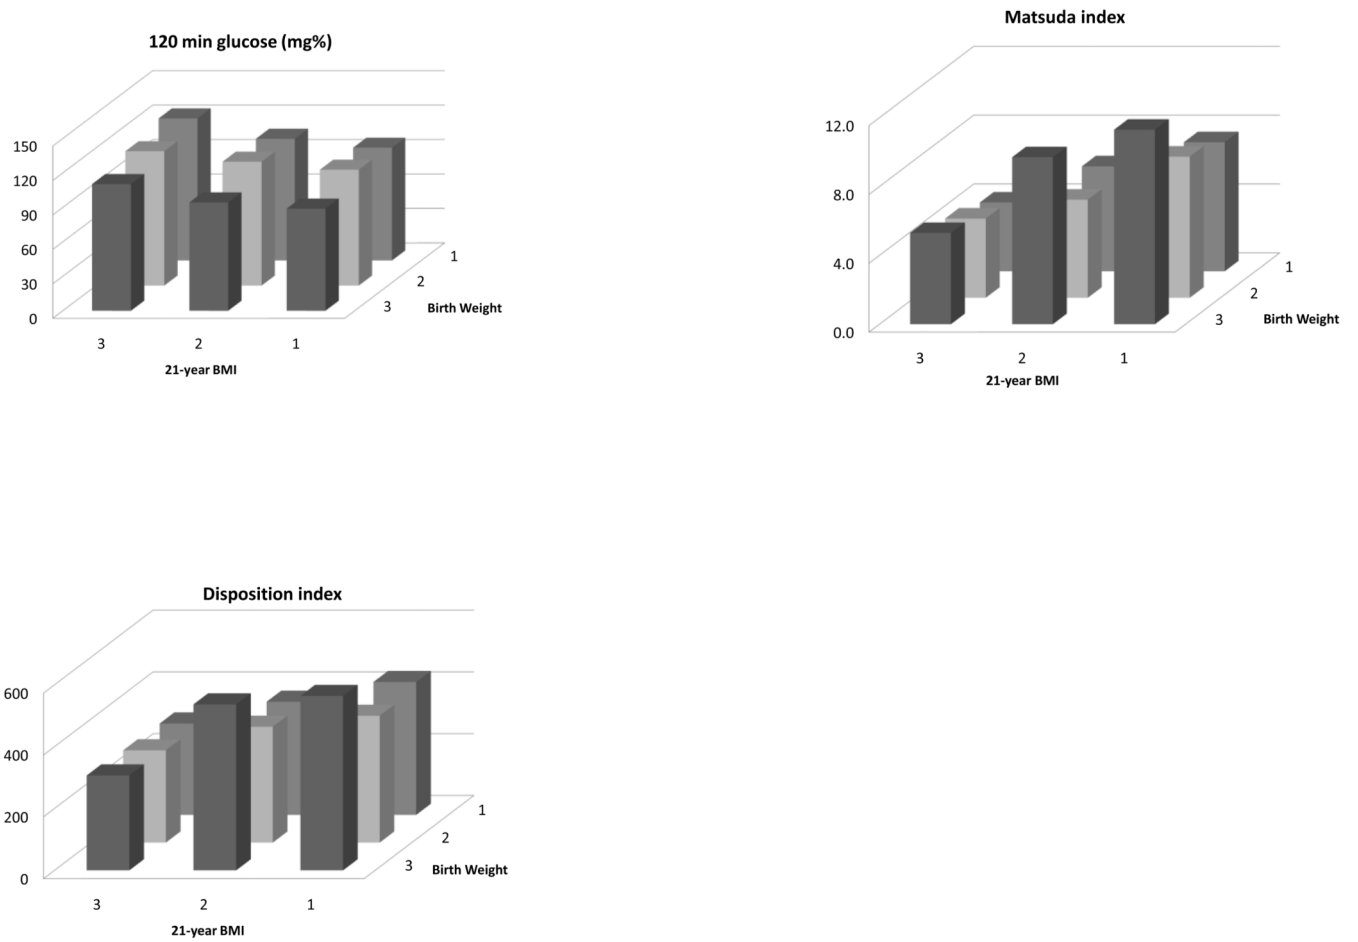 120 min glucose (mg%)
150
120
90
60
30
0
3 2 1
21-year BMI
1
2
3
Birth Weight
Matsuda index
12.0
8.0
4.0
0.0
3 2 1
21-year BMI
1
2
3
Birth Weight
Disposition index
600
400
200
0
3 2 1
21-year BMI
1
2
3
Birth Weight